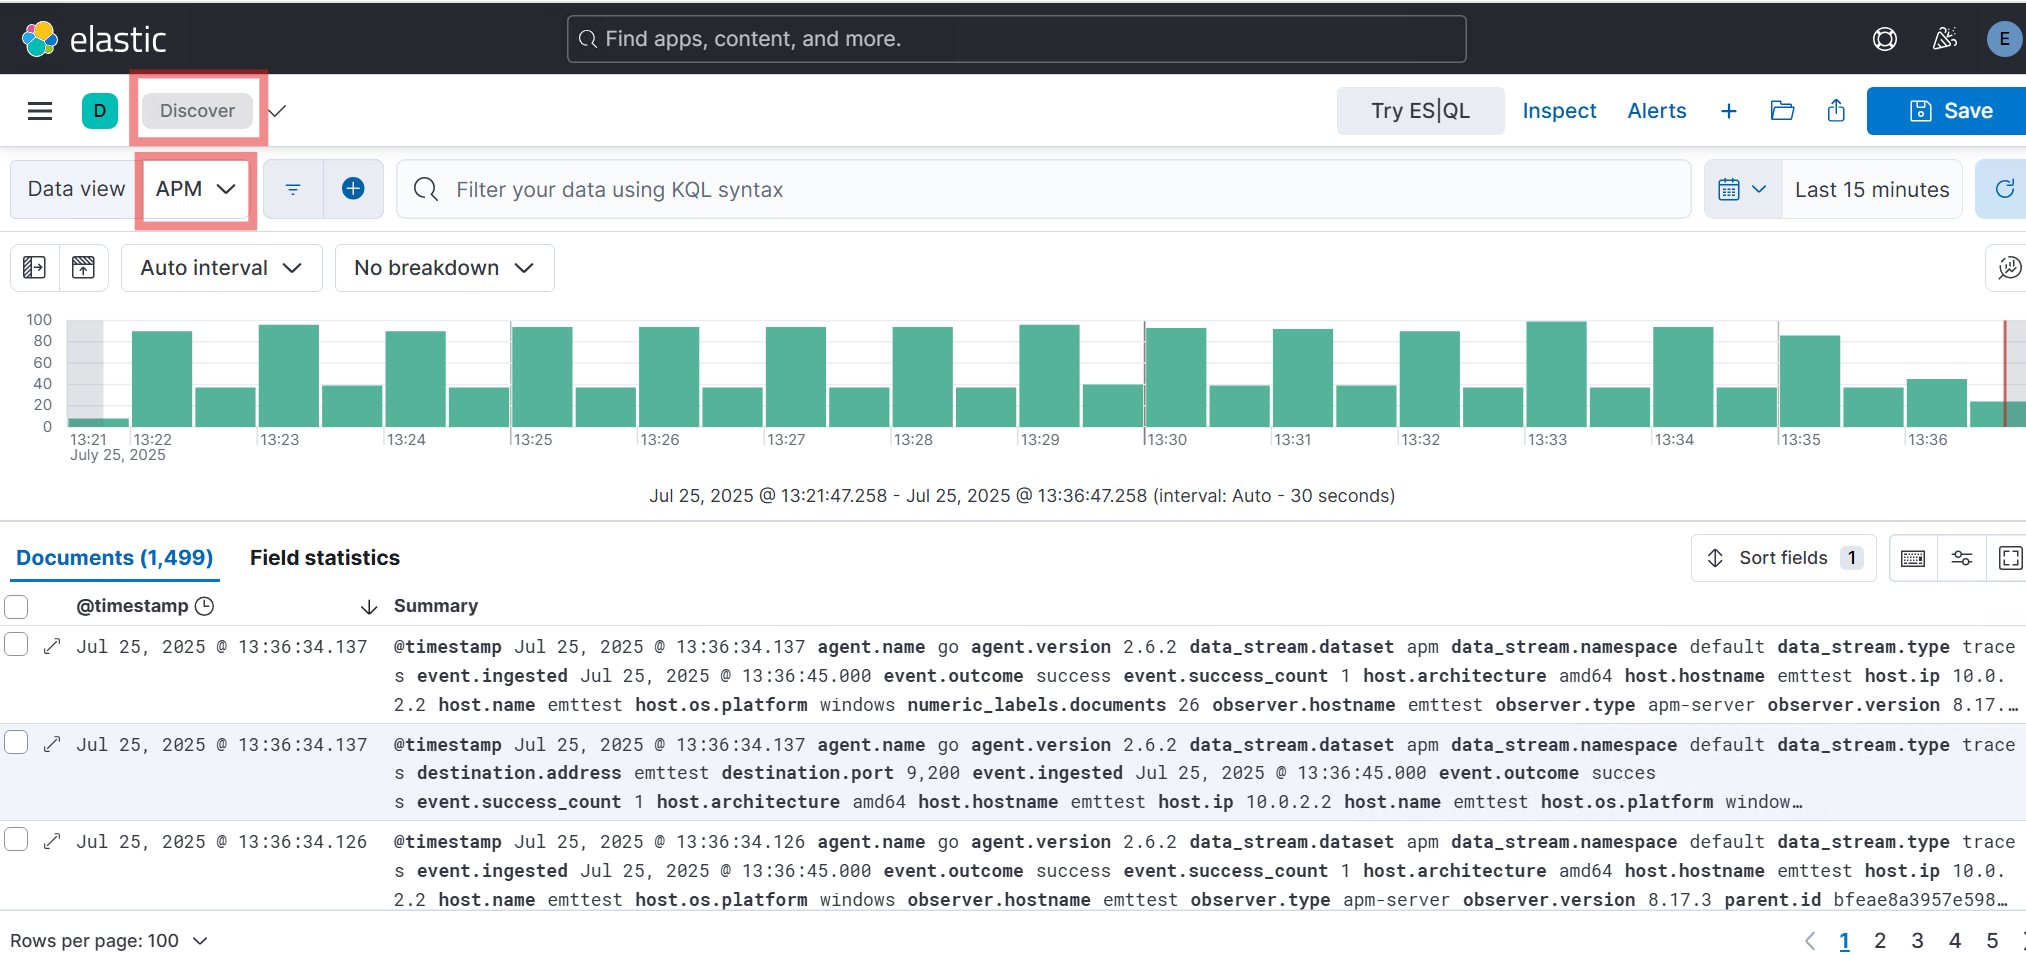 elastic
Find apps, content, and more.
E
D
Discover
Try ES|QL
Inspect
Alerts
Save
Data view
APM
Filter your data using KQL syntax
Last 15 minutes
Auto interval
No breakdown
100
80
60
40
20
0
13:21 13:22 13:23 13:24 13:25 13:26 13:27 13:28 13:29 13:30 13:31 13:32 13:33 13:34 13:35 13:36
July 25, 2025
Jul 25, 2025 @ 13:21:47.258 - Jul 25, 2025 @ 13:36:47.258 (interval: Auto - 30 seconds)
Documents (1,499)
Field statistics
Sort fields 1
@timestamp
Summary
Jul 25, 2025 @ 13:36:34.137
@timestamp Jul 25, 2025 @ 13:36:34.137 agent.name go agent.version 2.6.2 data_stream.dataset apm data_stream.namespace default data_stream.type trace
s event.ingested Jul 25, 2025 @ 13:36:45.000 event.outcome success event.success_count 1 host.architecture amd64 host.hostname emttest host.ip 10.0.
2.2 host.name emttest host.os.platform windows numeric_labels.documents 26 observer.hostname emttest observer.type apm-server observer.version 8.17.…
Jul 25, 2025 @ 13:36:34.137
@timestamp Jul 25, 2025 @ 13:36:34.137 agent.name go agent.version 2.6.2 data_stream.dataset apm data_stream.namespace default data_stream.type trace
s destination.address emttest destination.port 9,200 event.ingested Jul 25, 2025 @ 13:36:45.000 event.outcome succes
s event.success_count 1 host.architecture amd64 host.hostname emttest host.ip 10.0.2.2 host.name emttest host.os.platform window…
Jul 25, 2025 @ 13:36:34.126
@timestamp Jul 25, 2025 @ 13:36:34.126 agent.name go agent.version 2.6.2 data_stream.dataset apm data_stream.namespace default data_stream.type trace
s event.ingested Jul 25, 2025 @ 13:36:45.000 event.outcome success event.success_count 1 host.architecture amd64 host.hostname emttest host.ip 10.0.
2.2 host.name emttest host.os.platform windows observer.hostname emttest observer.type apm-server observer.version 8.17.3 parent.id bfeae8a3957e598…
Rows per page: 100
1 2 3 4 5